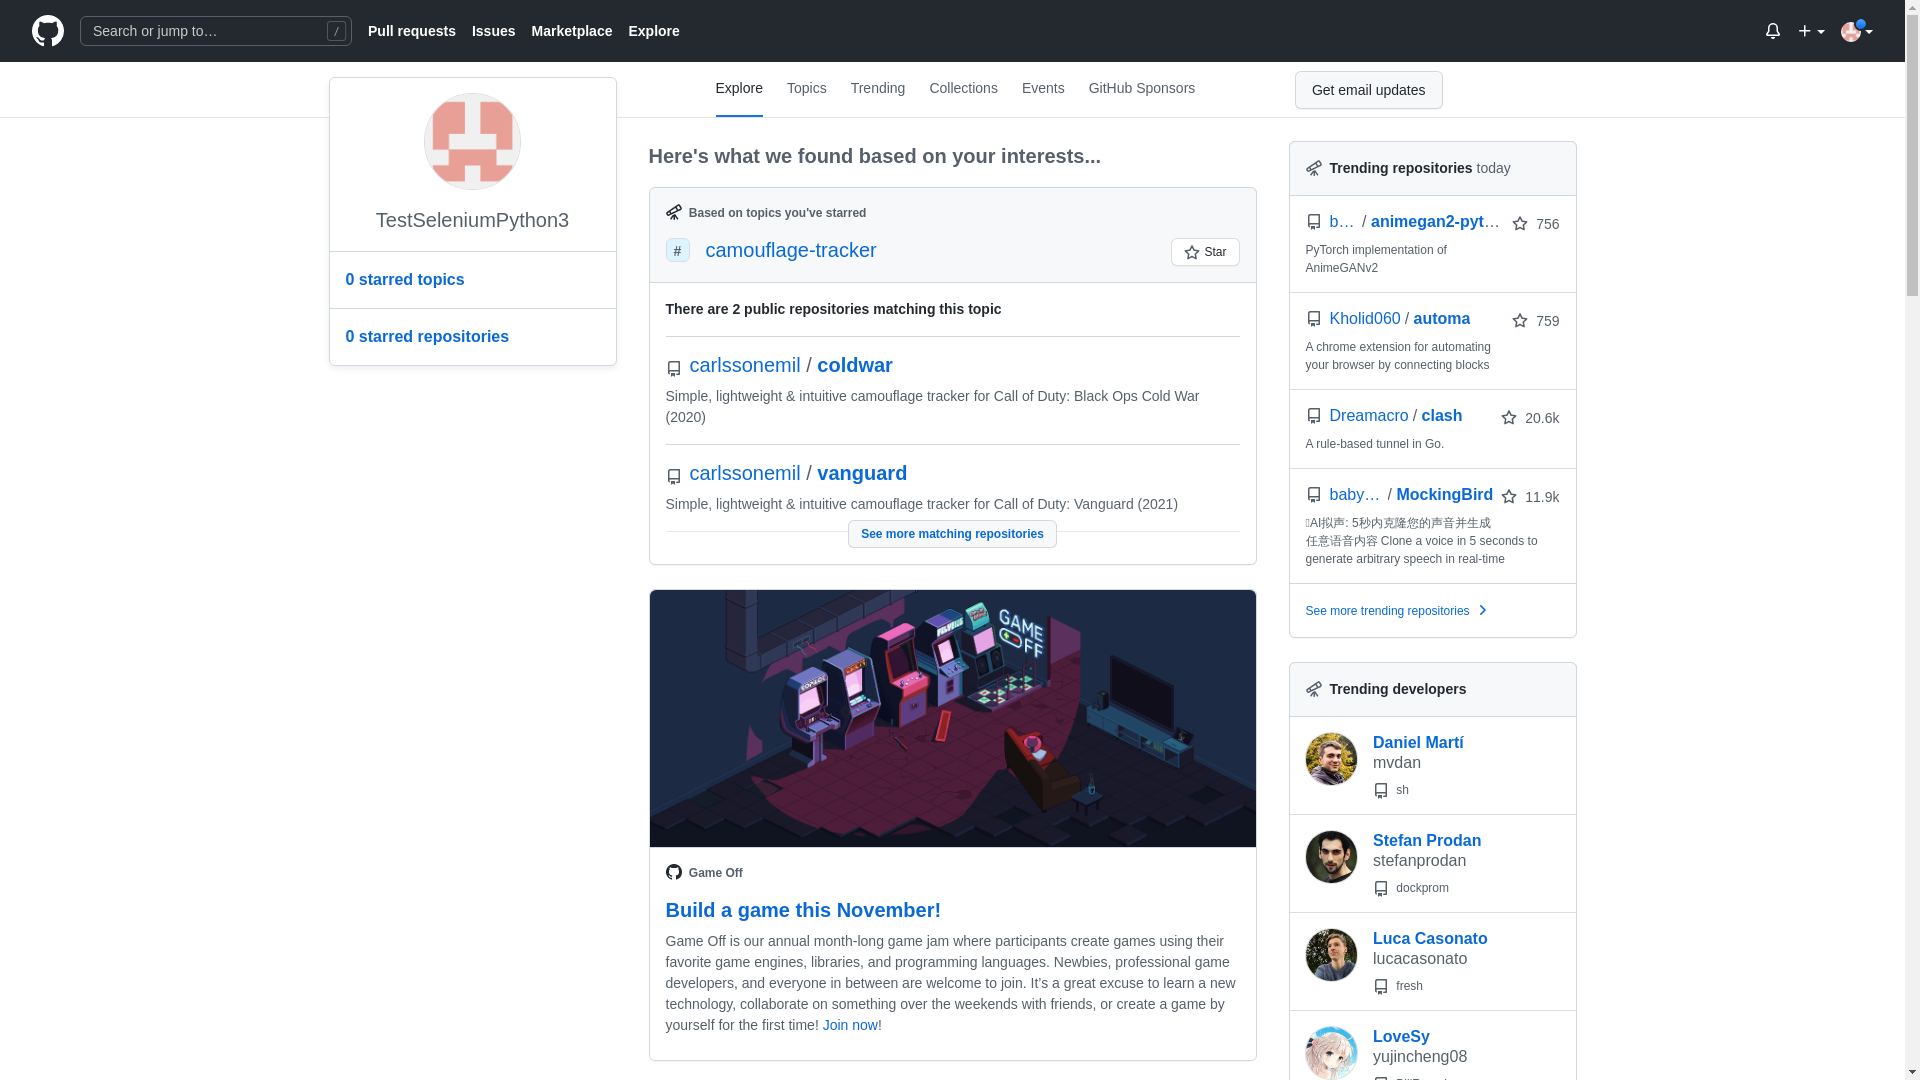 Search or jump to…
/
Pull requests
Issues
Marketplace
Explore
Explore
Topics
Trending
Collections
Events
GitHub Sponsors
Get email updates
TestSeleniumPython3
0 starred topics
0 starred repositories
Here's what we found based on your interests...
Based on topics you've starred
# camouflage-tracker
Star
There are 2 public repositories matching this topic
carlssonemil / coldwar
Simple, lightweight & intuitive camouflage tracker for Call of Duty: Black Ops Cold War
(2020)
carlssonemil / vanguard
Simple, lightweight & intuitive camouflage tracker for Call of Duty: Vanguard (2021)
See more matching repositories
GAME
OFF
Game Off
Build a game this November!
Game Off is our annual month-long game jam where participants create games using their
favorite game engines, libraries, and programming languages. Newbies, professional game
developers, and everyone in between are welcome to join. It's a great excuse to learn a new
technology, collaborate on something over the weekends with friends, or create a game by
yourself for the first time! Join now!
Trending repositories today
b… / animegan2-pyt… 756
PyTorch implementation of
AnimeGANv2
Kholid060 / automa 759
A chrome extension for automating
your browser by connecting blocks
Dreamacro / clash 20.6k
A rule-based tunnel in Go.
baby… / MockingBird 11.9k
AI拟声: 5秒内克隆您的声音并生成
任意语音内容 Clone a voice in 5 seconds to
generate arbitrary speech in real-time
See more trending repositories
Trending developers
Daniel Martí
mvdan
sh
Stefan Prodan
stefanprodan
dockprom
Luca Casonato
lucacasonato
fresh
LoveSy
yujincheng08